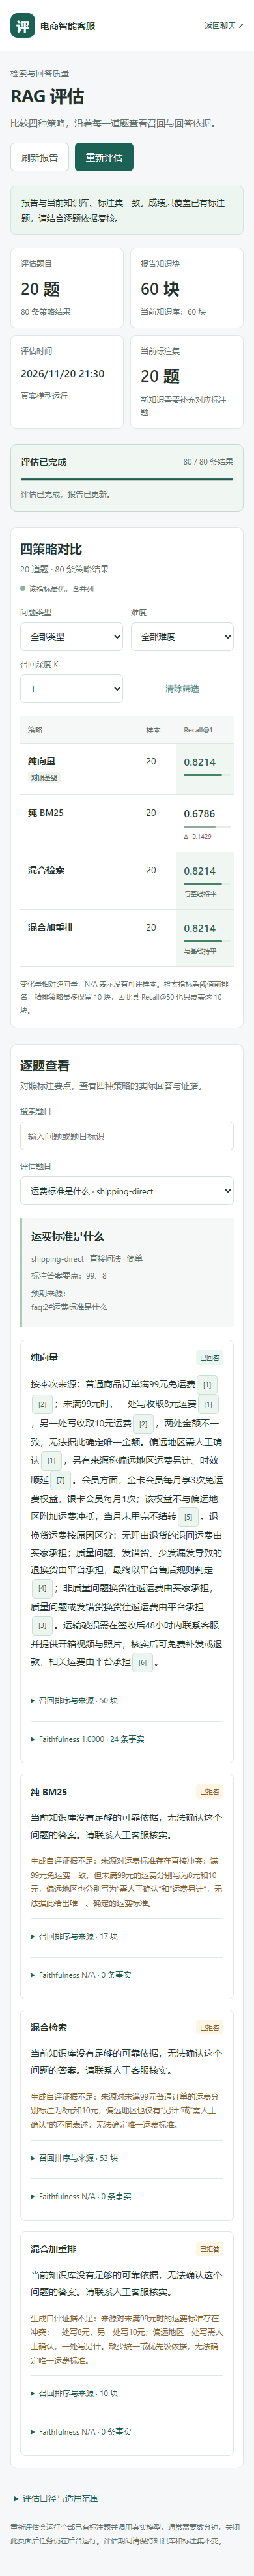 评
电商智能客服
返回聊天 ↗
检索与回答质量
RAG 评估
比较四种策略，沿着每一道题查看召回与回答依据。
刷新报告
重新评估
报告与当前知识库、标注集一致。成绩只覆盖已有标注
题，请结合逐题依据复核。
评估题目
20 题
80 条策略结果
报告知识块
60 块
当前知识库：60 块
评估时间
2026/11/20 21:30
真实模型运行
当前标注集
20 题
新知识需要补充对应标注
题
评估已完成
80 / 80 条结果
评估已完成，报告已更新。
四策略对比
20 道题 · 80 条策略结果
该指标最优，含并列
问题类型
难度
全部类型
全部难度
召回深度 K
1
清除筛选
策略 样本 Recall@1
纯向量 20 0.8214
对照基线
纯 BM25 20 0.6786
Δ -0.1429
混合检索 20 0.8214
与基线持平
混合加重排 20 0.8214
与基线持平
变化量相对纯向量；N/A 表示没有可评样本。检索指标看阈值前排
名，精排策略最多保留 10 块，因此其 Recall@50 也只覆盖这 10
块。
逐题查看
对照标注要点，查看四种策略的实际回答与证据。
搜索题目
输入问题或题目标识
评估题目
运费标准是什么 · shipping-direct
运费标准是什么
shipping-direct · 直接问法 · 简单
标注答案要点：99、8
预期来源：
faq:2#运费标准是什么
纯向量
已回答
按本次来源：普通商品订单满99元免运费 [1]
[2] ；未满99元时，一处写收取8元运费 [1]
，另一处写收取10元运费 [2] ，两处金额不一
致，无法据此确定唯一金额。偏远地区需人工确
认 [1] ，另有来源称偏远地区运费另计、时效
顺延 [7] 。会员方面，金卡会员每月享3次免运
费权益，银卡会员每月1次；该权益不与偏远地
区附加运费冲抵，当月未用完不结转 [5] 。退
换货运费按原因区分：无理由退货的退回运费由
买家承担；质量问题、发错货、少发漏发导致的
退换货由平台承担，最终以平台售后规则判定
[4] ；非质量问题换货往返运费由买家承担，
质量问题或发错货换货往返运费由平台承担
[3] 。运输破损需在签收后48小时内联系客服
并提供开箱视频与照片，核实后可免费补发或退
款，相关运费由平台承担 [6] 。
▶ 召回排序与来源 · 50 块
▶ Faithfulness 1.0000 · 24 条事实
纯 BM25
已拒答
当前知识库没有足够的可靠依据，无法确认这个
问题的答案。请联系人工客服核实。
生成自评证据不足：来源对运费标准存在直接冲突：满
99元免运费一致，但未满99元的运费分别写为8元和10
元，偏远地区也分别写为“需人工确认”和“运费另计”，无
法据此给出唯一、确定的运费标准。
▶ 召回排序与来源 · 17 块
▶ Faithfulness N/A · 0 条事实
混合检索
已拒答
当前知识库没有足够的可靠依据，无法确认这个
问题的答案。请联系人工客服核实。
生成自评证据不足：来源对未满99元普通订单的运费分
别标注为8元和10元，偏远地区也仅有“另计”或“需人工
确认”的不同表述，无法确定唯一运费标准。
▶ 召回排序与来源 · 53 块
▶ Faithfulness N/A · 0 条事实
混合加重排
已拒答
当前知识库没有足够的可靠依据，无法确认这个
问题的答案。请联系人工客服核实。
生成自评证据不足：来源对未满99元时的运费标准存在
冲突：一处写8元，另一处写10元；偏远地区一处写需人
工确认，一处写另计。缺少统一或优先级依据，无法确
定唯一运费标准。
▶ 召回排序与来源 · 10 块
▶ Faithfulness N/A · 0 条事实
▶ 评估口径与适用范围
重新评估会运行全部已有标注题并调用真实模型，通常需要数分钟；关闭
此页面后任务仍在后台运行。评估期间请保持知识库和标注集不变。